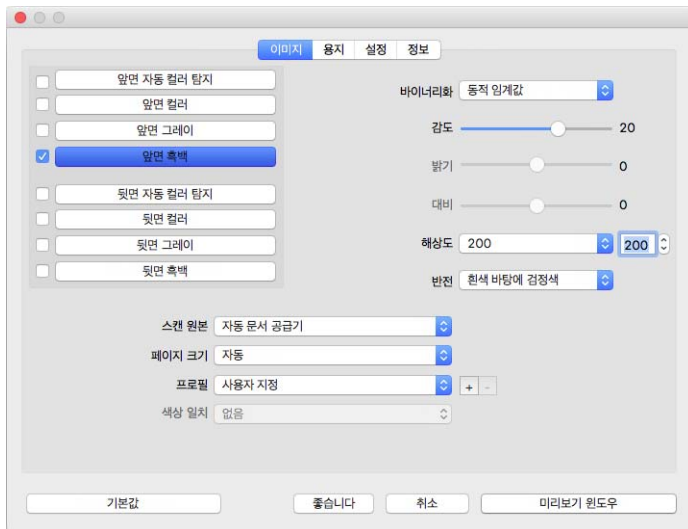 이미지 용지 설정 정보
앞면 자동 컬러 탐지
앞면 컬러
앞면 그레이
앞면 흑백
뒷면 자동 컬러 탐지
뒷면 컬러
뒷면 그레이
뒷면 흑백
바이너리화 동적 임계값
감도 20
밝기 0
대비 0
해상도 200 200
반전 흰색 바탕에 검정색
스캔 원본 자동 문서 공급기
페이지 크기 자동
프로필 사용자 지정 + -
색상 일치 없음
기본값 좋습니다 취소 미리보기 윈도우